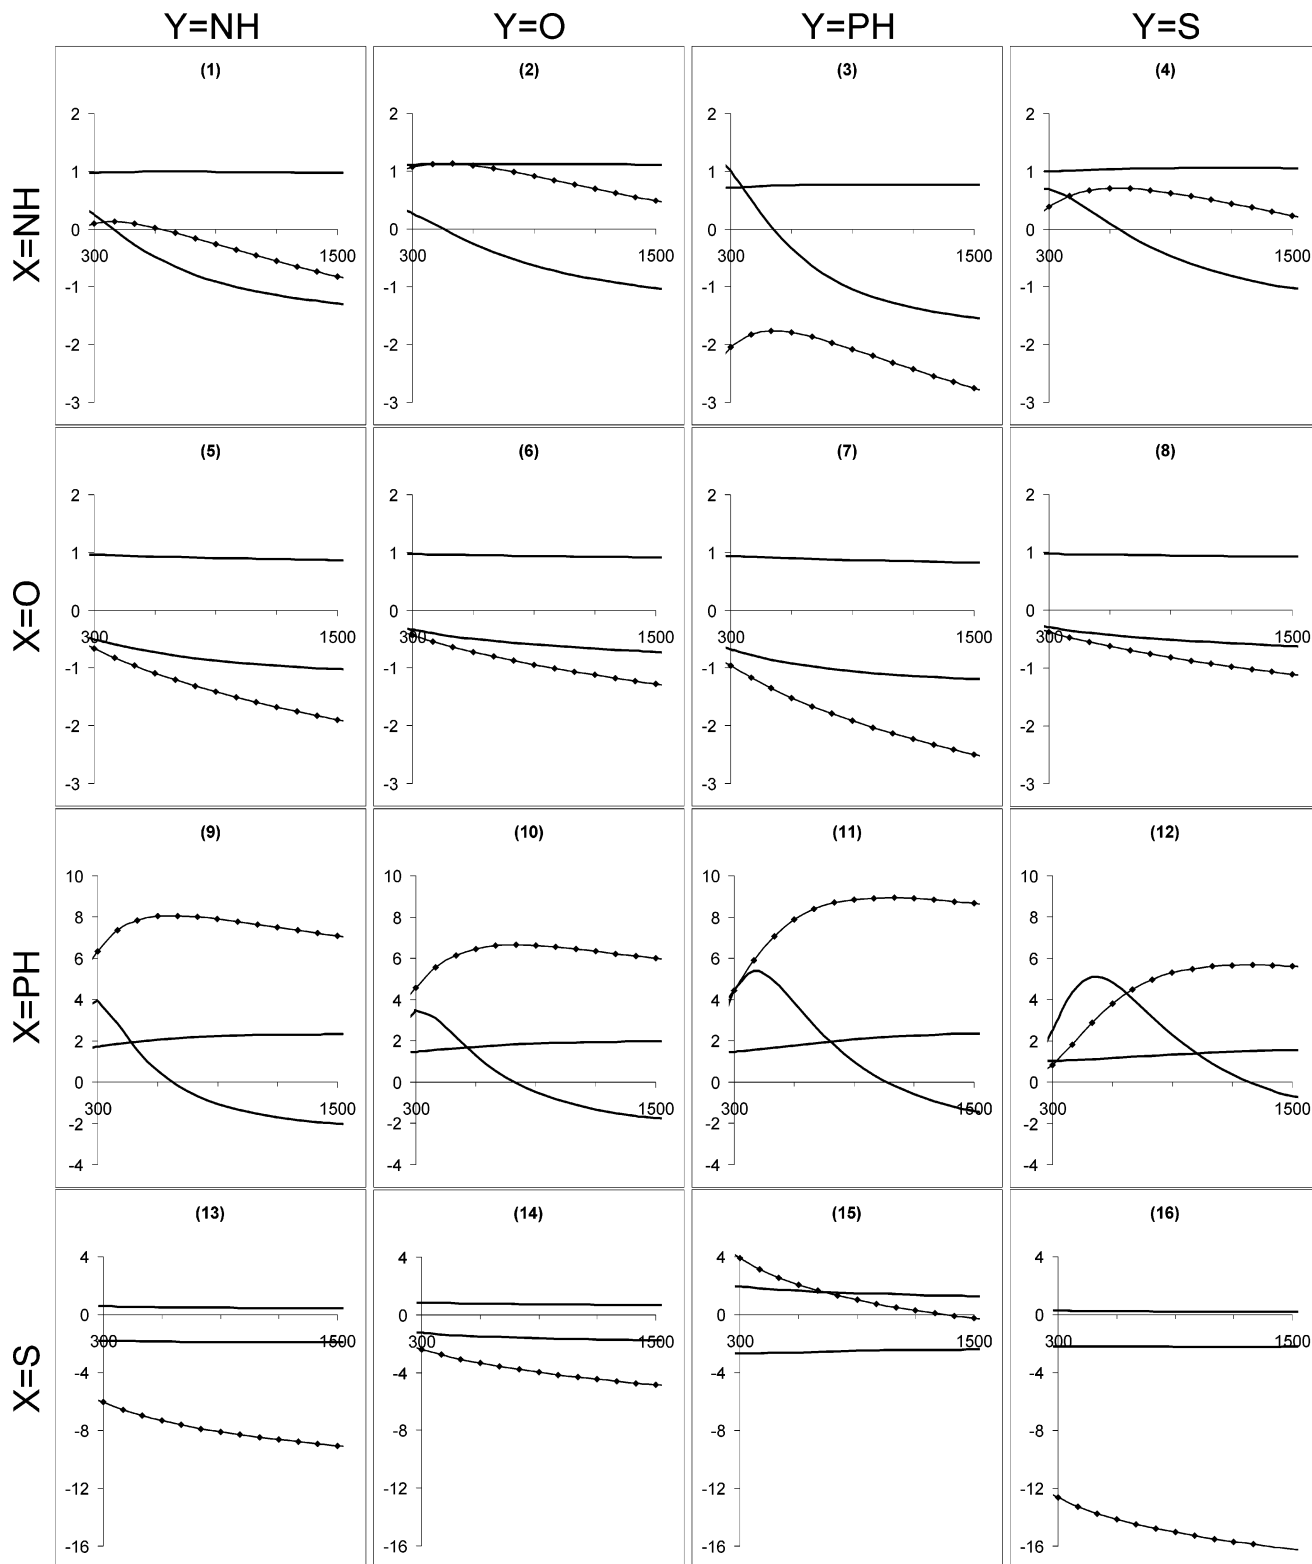 Y=NH Y=O Y=PH Y=S
X=NH
(1) (2) (3) (4)
2 2 2 2
1 1 1 1
0 0 0 0
300 1500 300 1500 300 1500 300 1500
-1 -1 -1 -1
-2 -2 -2 -2
-3 -3 -3 -3
X=O
(5) (6) (7) (8)
2 2 2 2
1 1 1 1
0 0 0 0
300 1500 300 1500 300 1500 300 1500
-1 -1 -1 -1
-2 -2 -2 -2
-3 -3 -3 -3
X=PH
(9) (10) (11) (12)
10 10 10 10
8 8 8 8
6 6 6 6
4 4 4 4
2 2 2 2
0 0 0 0
300 1500 300 1500 300 1500 300 1500
-2 -2 -2 -2
-4 -4 -4 -4
X=S
(13) (14) (15) (16)
4 4 4 4
0 0 0 0
300 1500 300 1500 300 1500 300 1500
-4 -4 -4 -4
-8 -8 -8 -8
-12 -12 -12 -12
-16 -16 -16 -16